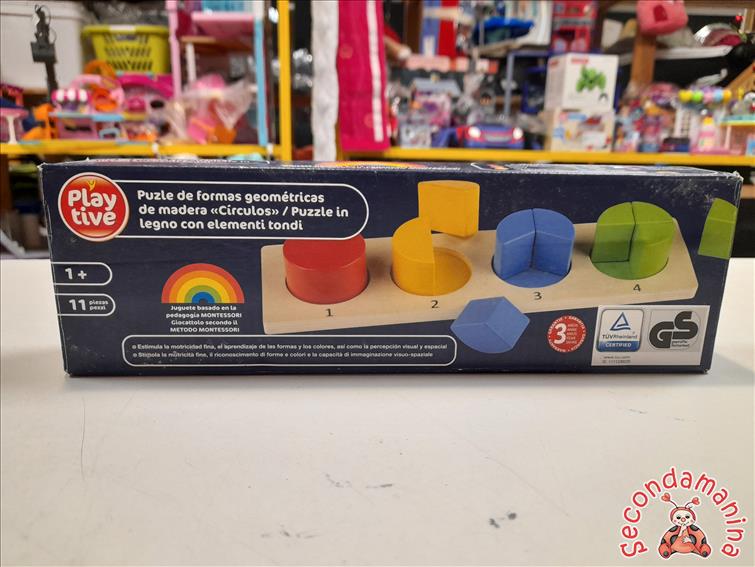 Play
tive
Puzle de formas geométricas
de madera «Círculos» / Puzzle in
legno con elementi tondi
1 +
11 piezas
pezzi
Juguete basado en la
pedagogía MONTESSORI
Giocattolo secondo il
METODO MONTESSORI
1
2
3
4
• Estimula la motricidad fina, el aprendizaje de las formas y los colores, así como la percepción visual y espacial
• Stimola la motricità fine, il riconoscimento di forme e colori e la capacità di immaginazione visuo-spaziale
3
TÜVRheinland
CERTIFIED
GS
Secondamanina